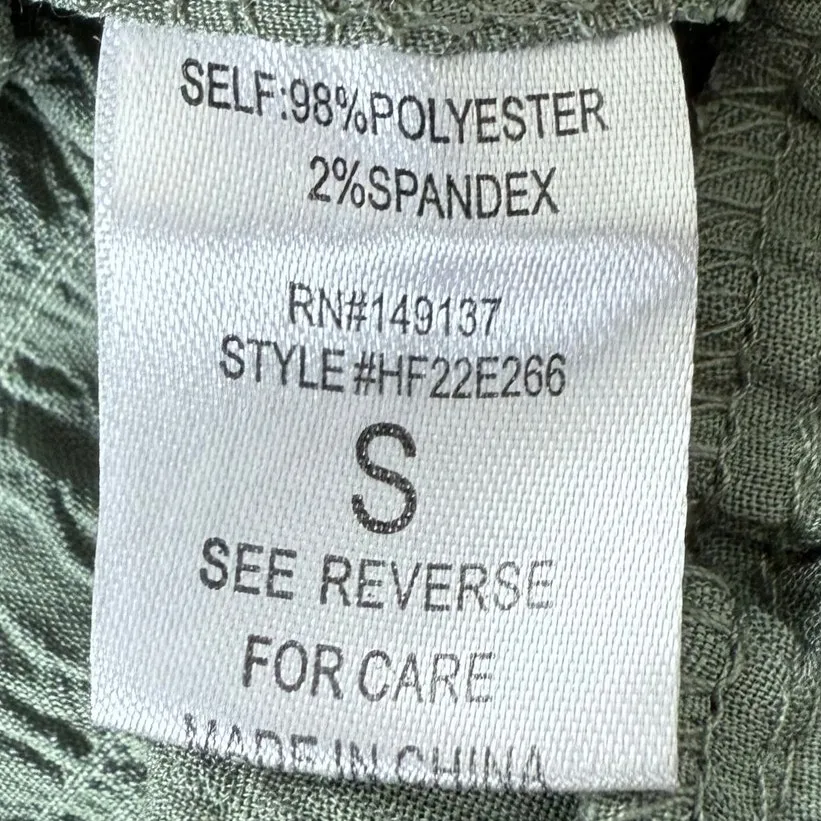 SELF:98%POLYESTER
2%SPANDEX
RN#149137
STYLE#HF22E266
S
SEE REVERSE
FOR CARE
MADE IN CHINA